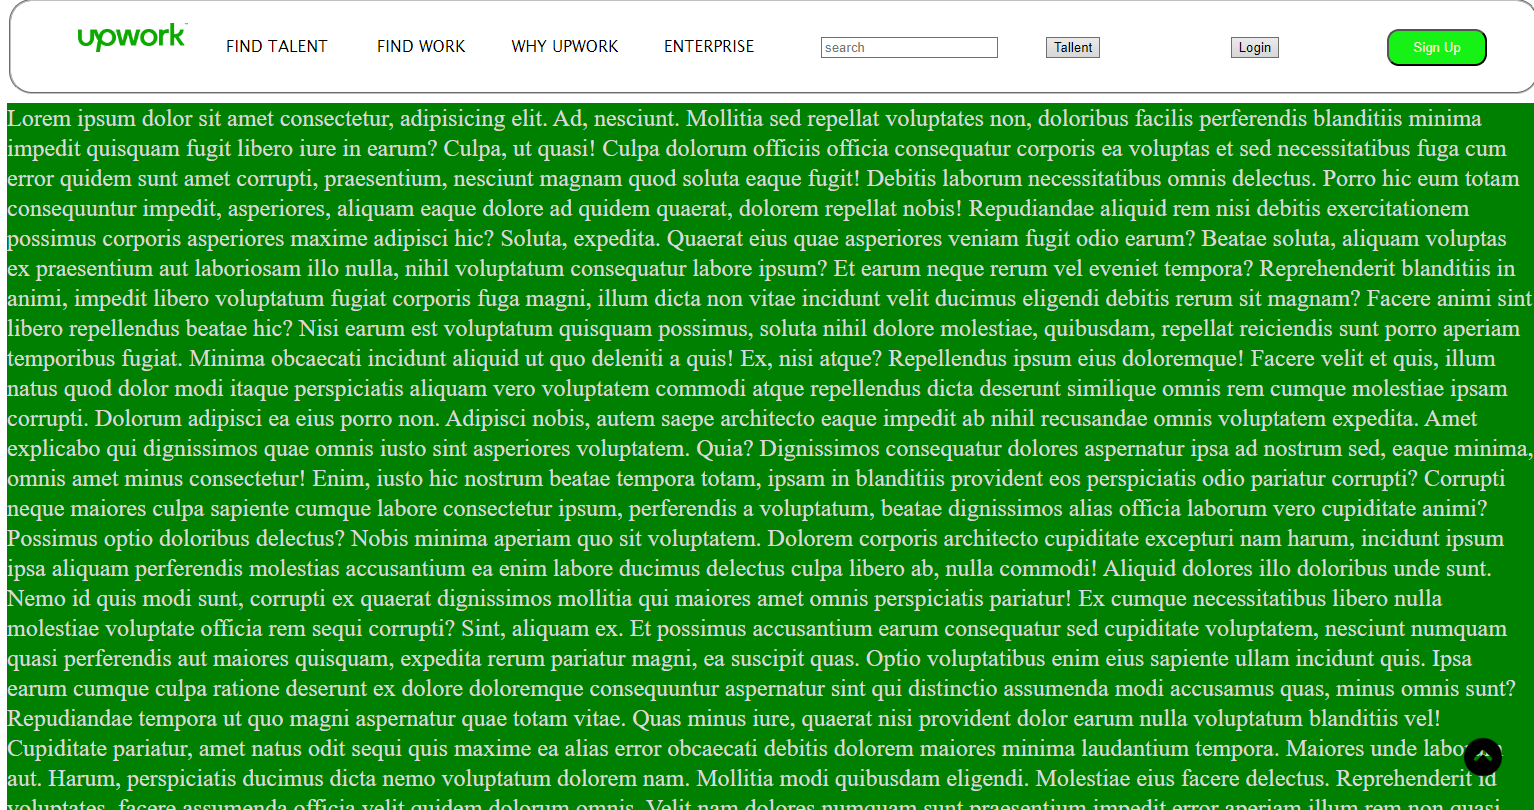 upwork FIND TALENT FIND WORK WHY UPWORK ENTERPRISE search Tallent Login Sign Up
Lorem ipsum dolor sit amet consectetur, adipisicing elit. Ad, nesciunt. Mollitia sed repellat voluptates non, doloribus facilis perferendis blanditiis minima
impedit quisquam fugit libero iure in earum? Culpa, ut quasi! Culpa dolorum officiis officia consequatur corporis ea voluptas et sed necessitatibus fuga cum
error quidem sunt amet corrupti, praesentium, nesciunt magnam quod soluta eaque fugit! Debitis laborum necessitatibus omnis delectus. Porro hic eum totam
consequuntur impedit, asperiores, aliquam eaque dolore ad quidem quaerat, dolorem repellat nobis! Repudiandae aliquid rem nisi debitis exercitationem
possimus corporis asperiores maxime adipisci hic? Soluta, expedita. Quaerat eius quae asperiores veniam fugit odio earum? Beatae soluta, aliquam voluptas
ex praesentium aut laboriosam illo nulla, nihil voluptatum consequatur labore ipsum? Et earum neque rerum vel eveniet tempora? Reprehenderit blanditiis in
animi, impedit libero voluptatum fugiat corporis fuga magni, illum dicta non vitae incidunt velit ducimus eligendi debitis rerum sit magnam? Facere animi sint
libero repellendus beatae hic? Nisi earum est voluptatum quisquam possimus, soluta nihil dolore molestiae, quibusdam, repellat reiciendis sunt porro aperiam
temporibus fugiat. Minima obcaecati incidunt aliquid ut quo deleniti a quis! Ex, nisi atque? Repellendus ipsum eius doloremque! Facere velit et quis, illum
natus quod dolor modi itaque perspiciatis aliquam vero voluptatem commodi atque repellendus dicta deserunt similique omnis rem cumque molestiae ipsam
corrupti. Dolorum adipisci ea eius porro non. Adipisci nobis, autem saepe architecto eaque impedit ab nihil recusandae omnis voluptatem expedita. Amet
explicabo qui dignissimos quae omnis iusto sint asperiores voluptatem. Quia? Dignissimos consequatur dolores aspernatur ipsa ad nostrum sed, eaque minima,
omnis amet minus consectetur! Enim, iusto hic nostrum beatae tempora totam, ipsam in blanditiis provident eos perspiciatis odio pariatur corrupti? Corrupti
neque maiores culpa sapiente cumque labore consectetur ipsum, perferendis a voluptatum, beatae dignissimos alias officia laborum vero cupiditate animi?
Possimus optio doloribus delectus? Nobis minima aperiam quo sit voluptatem. Dolorem corporis architecto cupiditate excepturi nam harum, incidunt ipsum
ipsa aliquam perferendis molestias accusantium ea enim labore ducimus delectus culpa libero ab, nulla commodi! Aliquid dolores illo doloribus unde sunt.
Nemo id quis modi sunt, corrupti ex quaerat dignissimos mollitia qui maiores amet omnis perspiciatis pariatur! Ex cumque necessitatibus libero nulla
molestiae voluptate officia rem sequi corrupti? Sint, aliquam ex. Et possimus accusantium earum consequatur sed cupiditate voluptatem, nesciunt numquam
quasi perferendis aut maiores quisquam, expedita rerum pariatur magni, ea suscipit quas. Optio voluptatibus enim eius sapiente ullam incidunt quis. Ipsa
earum cumque culpa ratione deserunt ex dolore doloremque consequuntur aspernatur sint qui distinctio assumenda modi accusamus quas, minus omnis sunt?
Repudiandae tempora ut quo magni aspernatur quae totam vitae. Quas minus iure, quaerat nisi provident dolor earum nulla voluptatum blanditiis vel!
Cupiditate pariatur, amet natus odit sequi quis maxime ea alias error obcaecati debitis dolorem maiores minima laudantium tempora. Maiores unde
aut. Harum, perspiciatis ducimus dicta nemo voluptatum dolorem nam. Mollitia modi quibusdam eligendi. Molestiae eius facere delectus. Reprehenderit id
voluptates, facere assumenda officia velit quidem dolorum omnis. Velit nam dolores numquam sunt praesentium impedit error aperiam illum rem non quasi